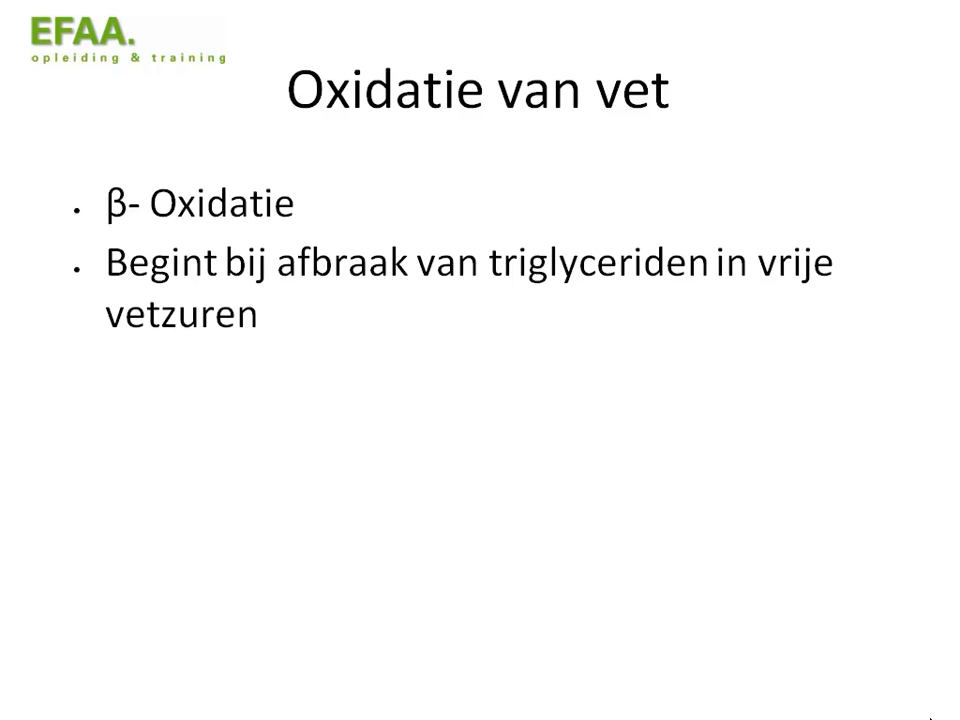 EFAA.
opleiding & training
Oxidatie van vet
• β- Oxidatie
• Begint bij afbraak van triglyceriden in vrije
vetzuren